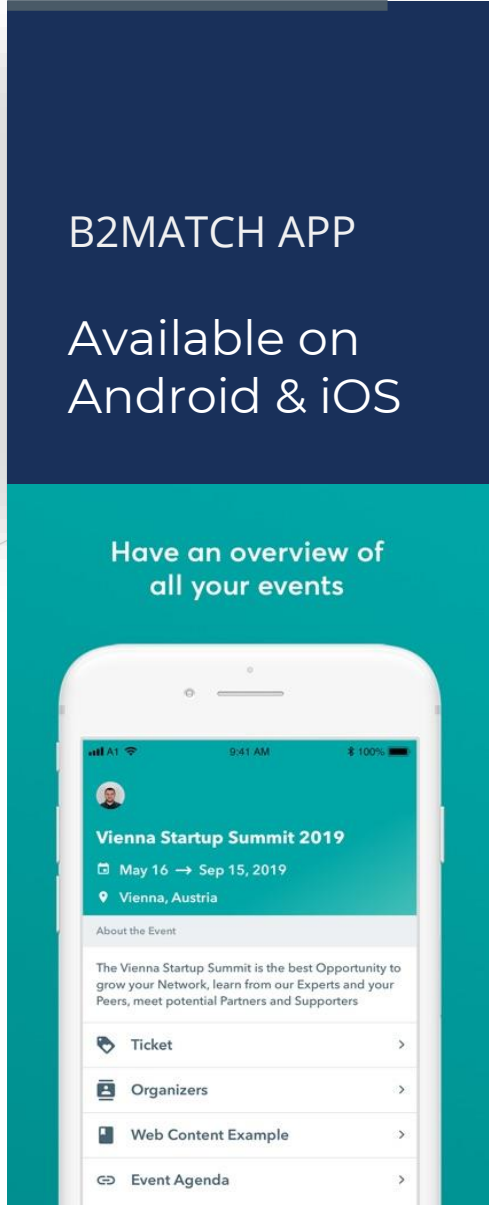 B2MATCH APP
Available on
Android & iOS
Have an overview of
all your events
A1
9:41 AM
100%
Vienna Startup Summit 2019
May 16 → Sep 15, 2019
Vienna, Austria
About the Event
The Vienna Startup Summit is the best Opportunity to
grow your Network, learn from our Experts and your
Peers, meet potential Partners and Supporters
Ticket
Organizers
Web Content Example
Event Agenda